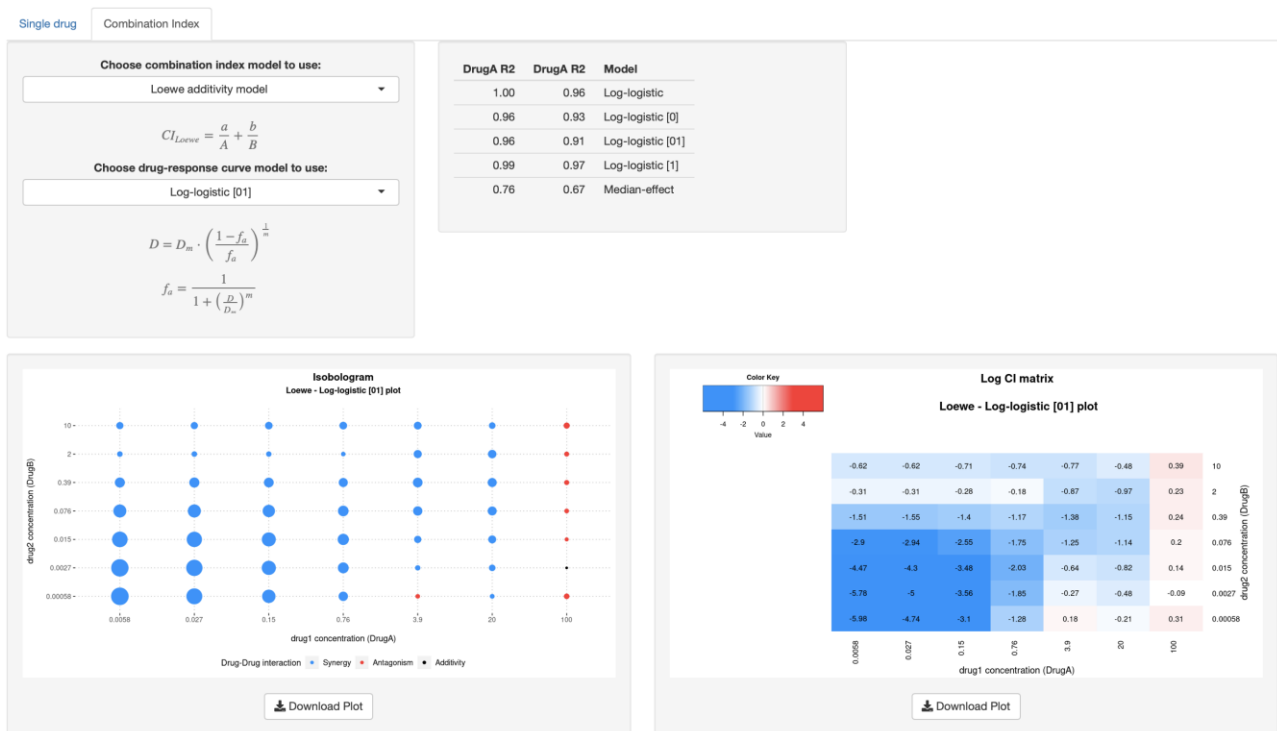 Single drug
Combination Index
Choose combination index model to use:
Loewe additivity model
CI_{Loewe} = a/A + b/B
Choose drug-response curve model to use:
Log-logistic [01]
D = D_m · ((1 − f_a)/f_a)^{1/m}
f_a = 1/(1 + (D/D_m)^m)
DrugA R2 DrugA R2 Model
1.00 0.96 Log-logistic
0.96 0.93 Log-logistic [0]
0.96 0.91 Log-logistic [01]
0.99 0.97 Log-logistic [1]
0.76 0.67 Median-effect
Isobologram
Loewe - Log-logistic [01] plot
drug2 concentration (DrugB)
10
2
0.39
0.076
0.015
0.0027
0.00058
0.0058 0.027 0.15 0.76 3.9 20 100
drug1 concentration (DrugA)
Drug-Drug interaction Synergy Antagonism Additivity
Download Plot
Color Key
-4 -2 0 2 4
Value
Log CI matrix
Loewe - Log-logistic [01] plot
-0.62 -0.62 -0.71 -0.74 -0.77 -0.48 0.39 10
-0.31 -0.31 -0.28 -0.18 -0.87 -0.97 0.23 2
-1.51 -1.55 -1.4 -1.17 -1.38 -1.15 0.24 0.39
-2.9 -2.94 -2.55 -1.75 -1.25 -1.14 0.2 0.076
-4.47 -4.3 -3.48 -2.03 -0.64 -0.82 0.14 0.015
-5.78 -5 -3.56 -1.85 -0.27 -0.48 -0.09 0.0027
-5.98 -4.74 -3.1 -1.28 0.18 -0.21 0.31 0.00058
drug2 concentration (DrugB)
0.0058 0.027 0.15 0.76 3.9 20 100
drug1 concentration (DrugA)
Download Plot